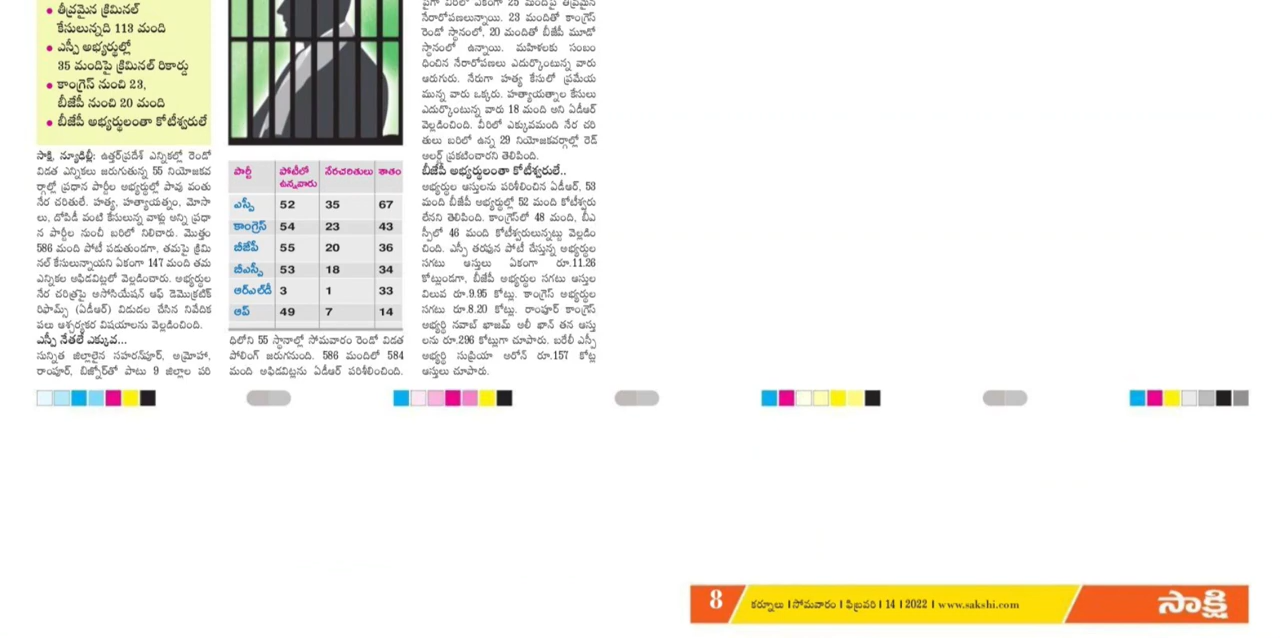 తీవ్రమైన క్రిమినల్
కేసులున్నది 113 మంది
ఎస్పీ అభ్యర్థుల్లో
35 మందిపై క్రిమినల్ రికార్డు
కాంగ్రెస్ నుంచి 23,
బీజేపీ నుంచి 20 మంది
బీజేపీ అభ్యర్థులంతా కోటీశ్వరులే
సాక్షి, న్యూఢిల్లీ: ఉత్తర్‌ప్రదేశ్ ఎన్నికల్లో రెండో
విడత ఎన్నికలు జరుగుతున్న 55 నియోజకవ
ర్గాల్లో ప్రధాన పార్టీల అభ్యర్థుల్లో పావు వంతు
నేర చరితులే. హత్య, హత్యాయత్నం, మోసా
లు, దోపిడీ వంటి కేసులున్న వాళ్లు అన్ని ప్రధా
న పార్టీల నుంచీ బరిలో నిలిచారు. మొత్తం
586 మంది పోటీ పడుతుండగా, తమపై క్రిమి
నల్ కేసులున్నాయని ఏకంగా 147 మంది తమ
ఎన్నికల అఫిడవిట్లలో వెల్లడించారు. అభ్యర్థుల
నేర చరిత్రపై అసోసియేషన్ ఆఫ్ డెమొక్రటిక్
రిఫామ్స్ (ఏడీఆర్) విడుదల చేసిన నివేదిక
పలు ఆశ్చర్యకర విషయాలను వెల్లడించింది.
ఎస్పీ నేతలే ఎక్కువ...
సున్నిత జిల్లాలైన సహరన్‌పూర్, అమ్రోహా,
రాంపూర్, బిజ్నోర్‌తో పాటు 9 జిల్లాల పరి
పార్టీ పోటీలో ఉన్నవారు నేరచరితులు శాతం
ఎస్పీ 52 35 67
కాంగ్రెస్ 54 23 43
బీజేపీ 55 20 36
బీఎస్పీ 53 18 34
ఆర్ఎల్‌డీ 3 1 33
ఆప్ 49 7 14
ధిలోని 55 స్థానాల్లో సోమవారం రెండో విడత
పోలింగ్ జరుగనుంది. 586 మందిలో 584
మంది అఫిడవిట్లను ఏడీఆర్ పరిశీలించింది.
పైగా వీరిలో ఏకంగా 25 మందిపై తీవ్రమైన
నేరారోపణలున్నాయి. 23 మందితో కాంగ్రెస్
రెండో స్థానంలో, 20 మందితో బీజేపీ మూడో
స్థానంలో ఉన్నాయి. మహిళలకు సంబం
ధించిన నేరారోపణలు ఎదుర్కొంటున్న వారు
ఆరుగురు. నేరుగా హత్య కేసులో ప్రమేయ
మున్న వారు ఒక్కరు. హత్యాయత్నాల కేసులు
ఎదుర్కొంటున్న వారు 18 మంది అని ఏడీఆర్
వెల్లడించింది. వీరిలో ఎక్కువమంది నేర చరి
తులు బరిలో ఉన్న 29 నియోజకవర్గాల్లో రెడ్
అలర్ట్ ప్రకటించారని తెలిపింది.
బీజేపీ అభ్యర్థులంతా కోటీశ్వరులే..
అభ్యర్థుల ఆస్తులను పరిశీలించిన ఏడీఆర్, 53
మంది బీజేపీ అభ్యర్థుల్లో 52 మంది కోటీశ్వరు
లేనని తెలిపింది. కాంగ్రెస్‌లో 48 మంది, బీఎ
స్పీలో 46 మంది కోటీశ్వరులున్నట్టు వెల్లడిం
చింది. ఎస్పీ తరఫున పోటీ చేస్తున్న అభ్యర్థుల
సగటు ఆస్తులు ఏకంగా రూ.11.26
కోట్లుండగా, బీజేపీ అభ్యర్థుల సగటు ఆస్తుల
విలువ రూ.9.95 కోట్లు. కాంగ్రెస్ అభ్యర్థుల
సగటు రూ.8.20 కోట్లు. రాంపూర్ కాంగ్రెస్
అభ్యర్థి నవాబ్ ఖాజమ్ అలీ ఖాన్ తన ఆస్తు
లను రూ.296 కోట్లుగా చూపారు. బరేలీ ఎస్పీ
అభ్యర్థి సుప్రియా అరోన్ రూ.157 కోట్ల
ఆస్తులు చూపారు.
8 కర్నూలు I సోమవారం I ఫిబ్రవరి I 14 I 2022 I www.sakshi.com సాక్షి